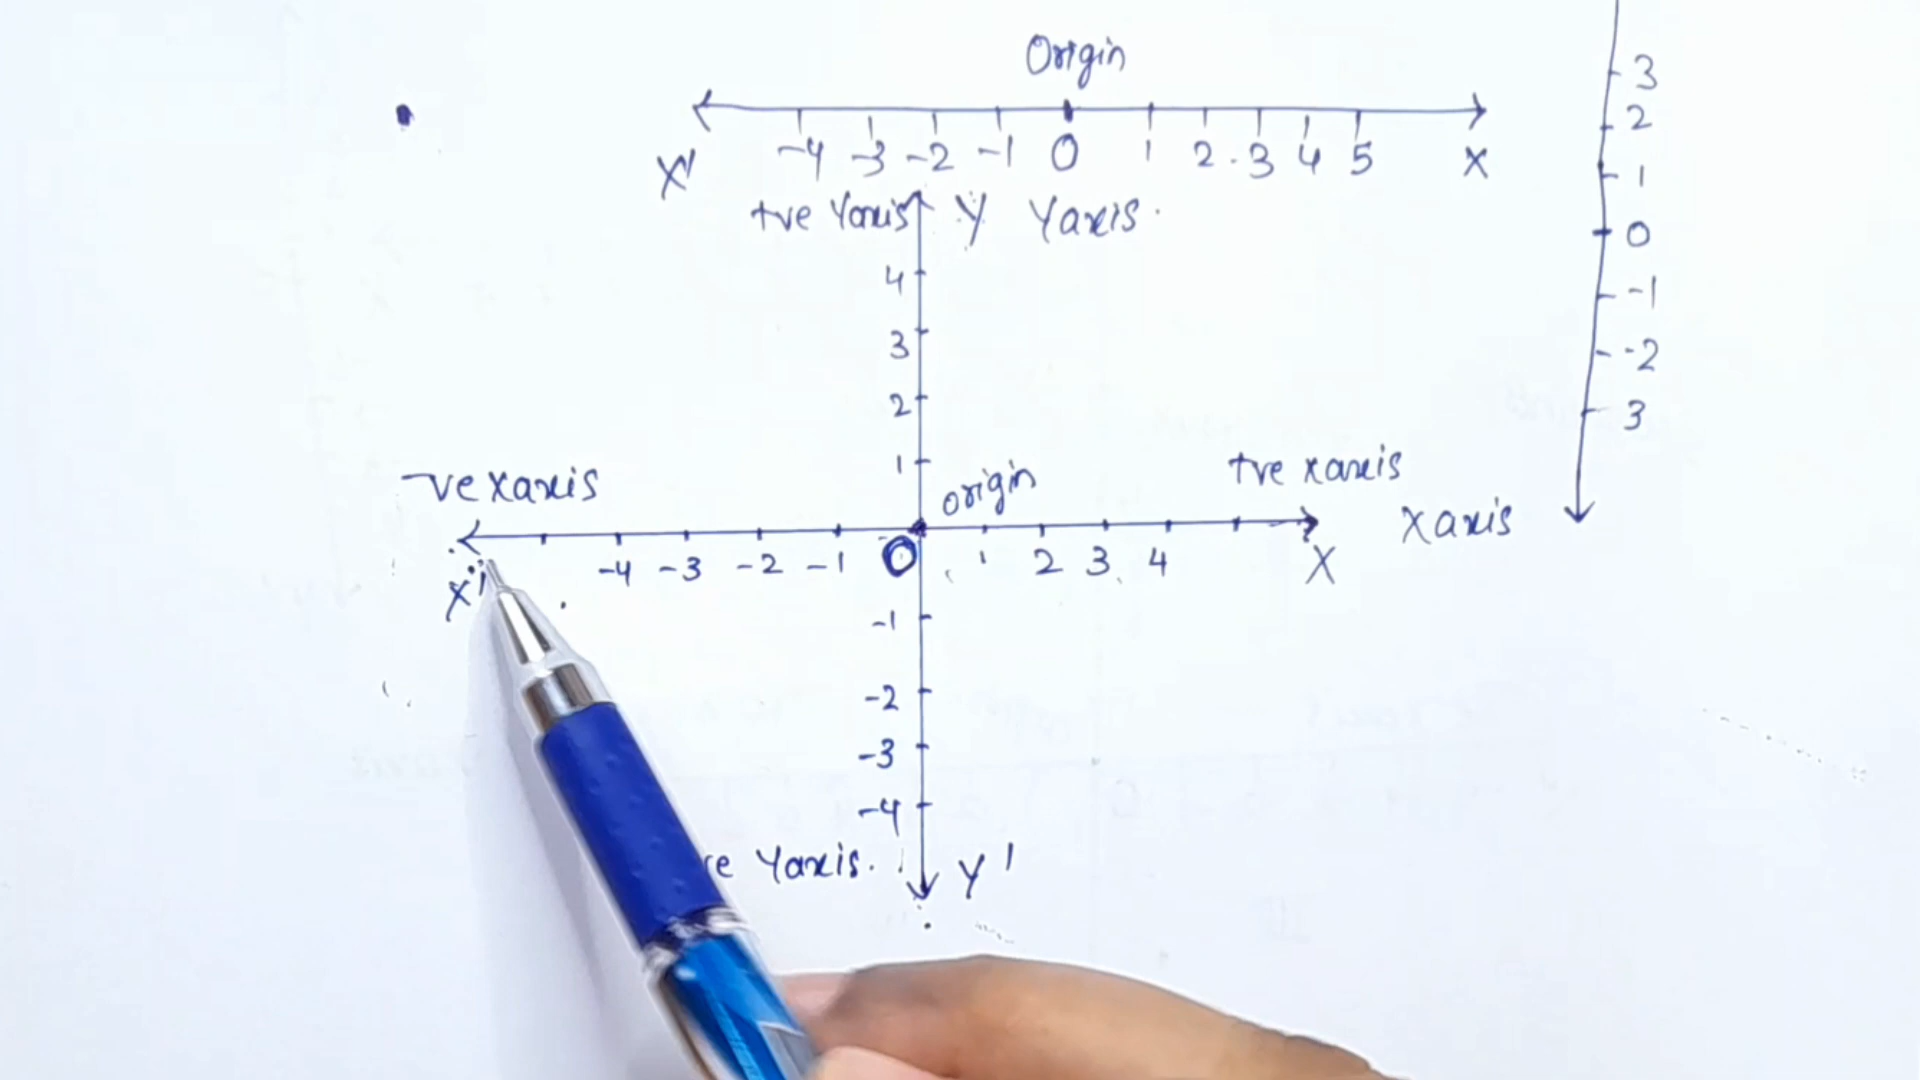 Origin
-4 -3 -2 -1 0 1 2 3 4 5
X' X
+ve Yaxis Y Yaxis.
4
3
2
1
-ve xaxis
origin
+ve xaxis
X axis
X' -4 -3 -2 -1 0 1 2 3 4 X
-1
-2
-3
-4
ve Yaxis. Y'
3
2
1
0
-1
-2
3